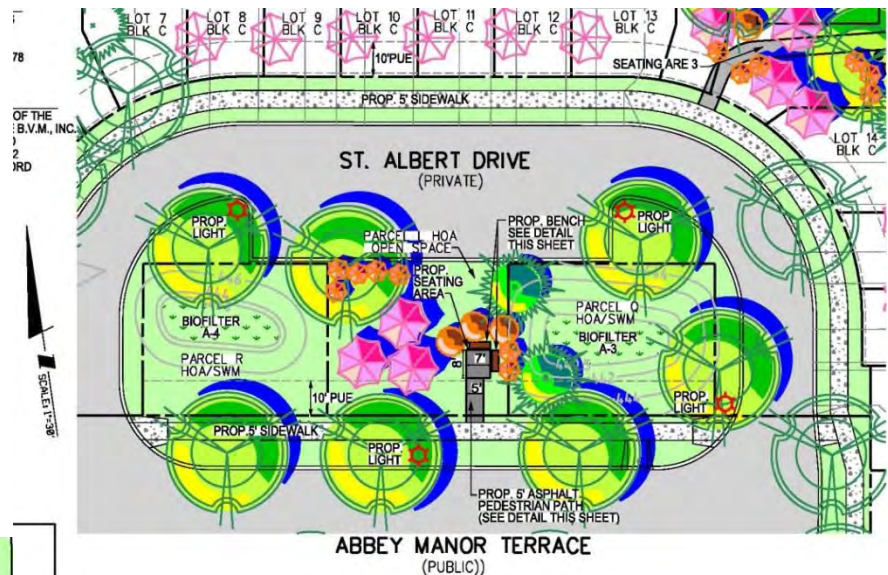 LOT 7
BLK C
LOT 8
BLK C
LOT 9
BLK C
LOT 10
BLK C
LOT 11
BLK C
LOT 12
BLK C
LOT 13
BLK C
78
10'PUE
SEATING ARE 3
OF THE
B.V.M., INC.
2
ORD
PROP. 5' SIDEWALK
LOT 14
BLK C
ST. ALBERT DRIVE
(PRIVATE)
PROP.
LIGHT
PARCEL L HOA
OPEN SPACE
PROP. BENCH
SEE DETAIL
THIS SHEET
PROP.
LIGHT
PROP.
SEATING
AREA
BIOFILTER
A-4
PARCEL R
HOA/SWM
PARCEL Q
HOA/SWM
BIOFILTER
A-3
44
7'
8'
5'
10' PUE
SCALE: 1"=30'
PROP.
LIGHT
PROP. 5' SIDEWALK
PROP.
LIGHT
PROP. 5' ASPHALT
PEDESTRIAN PATH
(SEE DETAIL THIS SHEET)
ABBEY MANOR TERRACE
(PUBLIC))